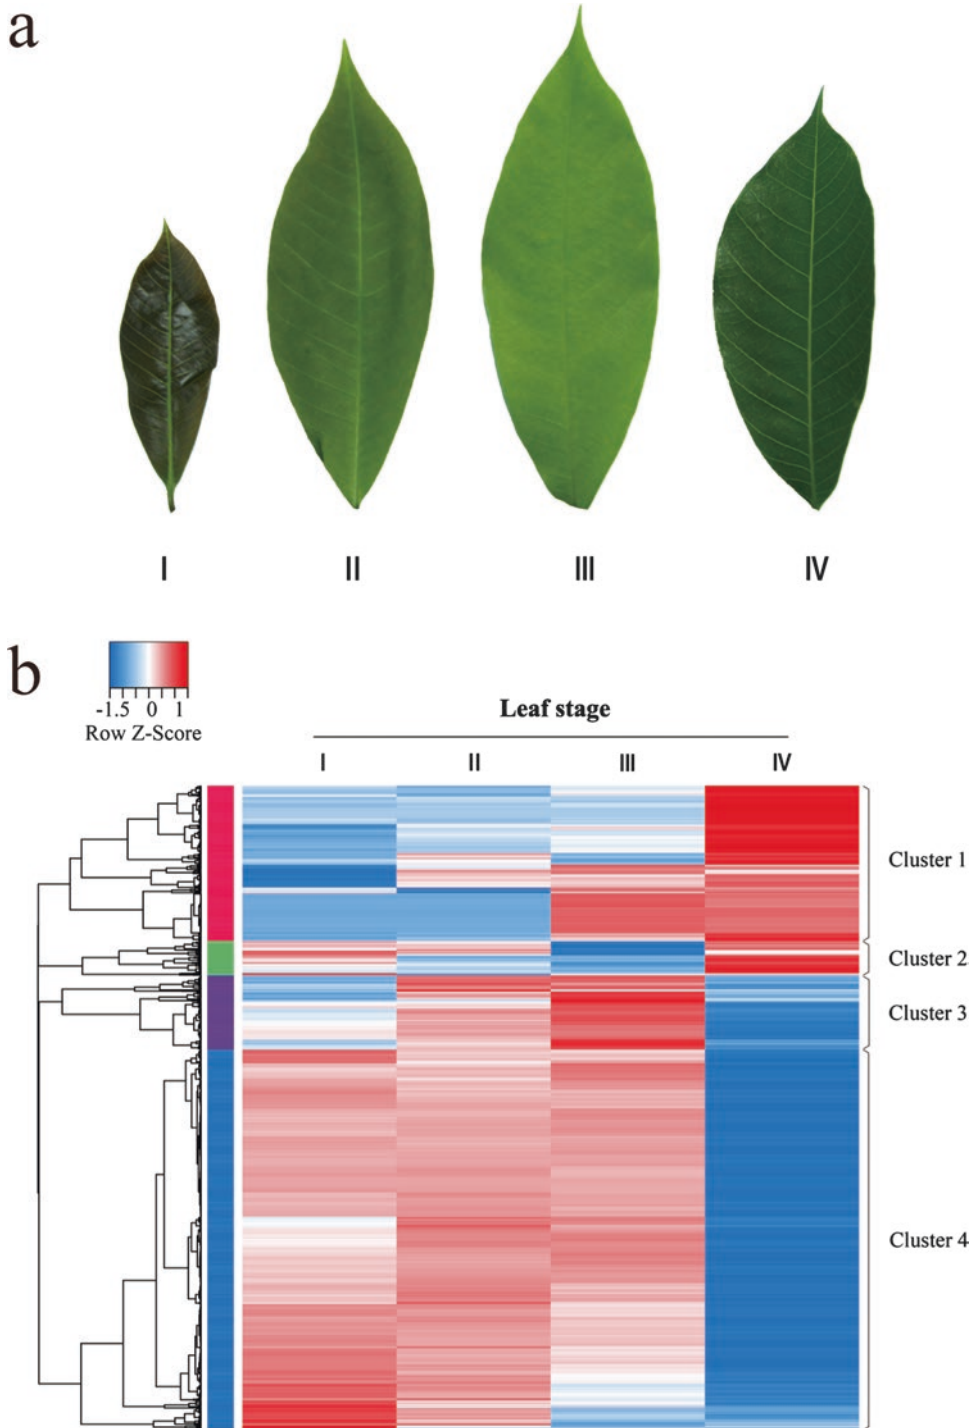 a
I II III IV
b
-1.5 0 1
Row Z-Score
Leaf stage
I II III IV
Cluster 1
Cluster 2
Cluster 3
Cluster 4